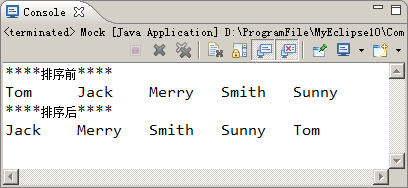 Console
<terminated> Mock [Java Application] D:\ProgramFile\MyEclipse10\Com
****排序前****
Tom Jack Merry Smith Sunny
****排序后****
Jack Merry Smith Sunny Tom